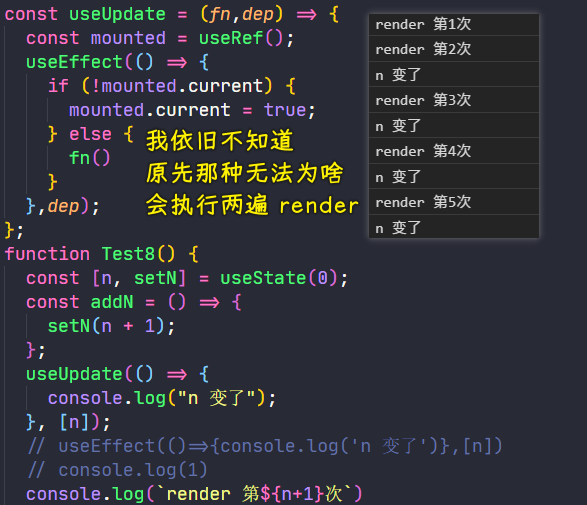 const useUpdate = (fn,dep) => {
const mounted = useRef();
useEffect(() => {
if (!mounted.current) {
mounted.current = true;
} else {
fn()
}
},dep);
};
function Test8() {
const [n, setN] = useState(0);
const addN = () => {
setN(n + 1);
};
useUpdate(() => {
console.log("n 变了");
}, [n]);
// useEffect(()=>{console.log('n 变了')},[n])
// console.log(1)
console.log(`render 第${n+1}次`)
我依旧不知道
原先那种无法为啥
会执行两遍 render
render 第1次
render 第2次
n 变了
render 第3次
n 变了
render 第4次
n 变了
render 第5次
n 变了